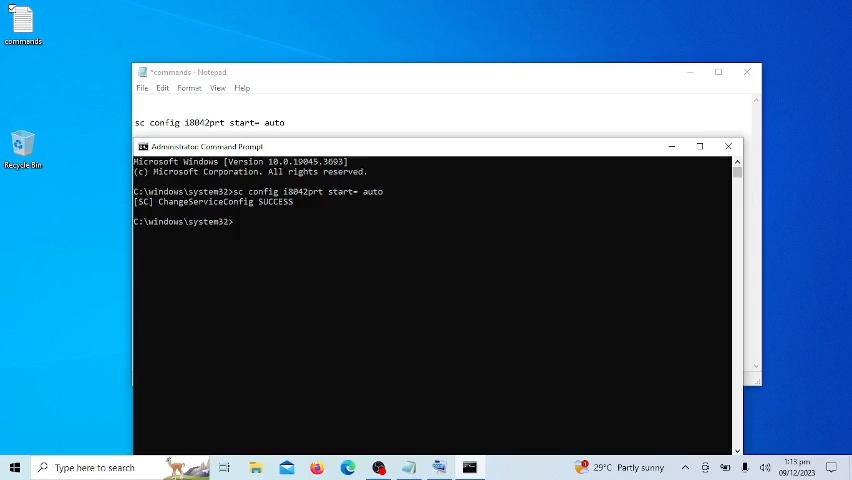 commands
Recycle Bin
*commands - Notepad
File Edit Format View Help
sc config i8042prt start= auto
Administrator: Command Prompt
Microsoft Windows [Version 10.0.19045.3693]
(c) Microsoft Corporation. All rights reserved.
C:\windows\system32>sc config i8042prt start= auto
[SC] ChangeServiceConfig SUCCESS
C:\windows\system32>
Type here to search
29°C Partly sunny
1:13 pm
09/12/2023